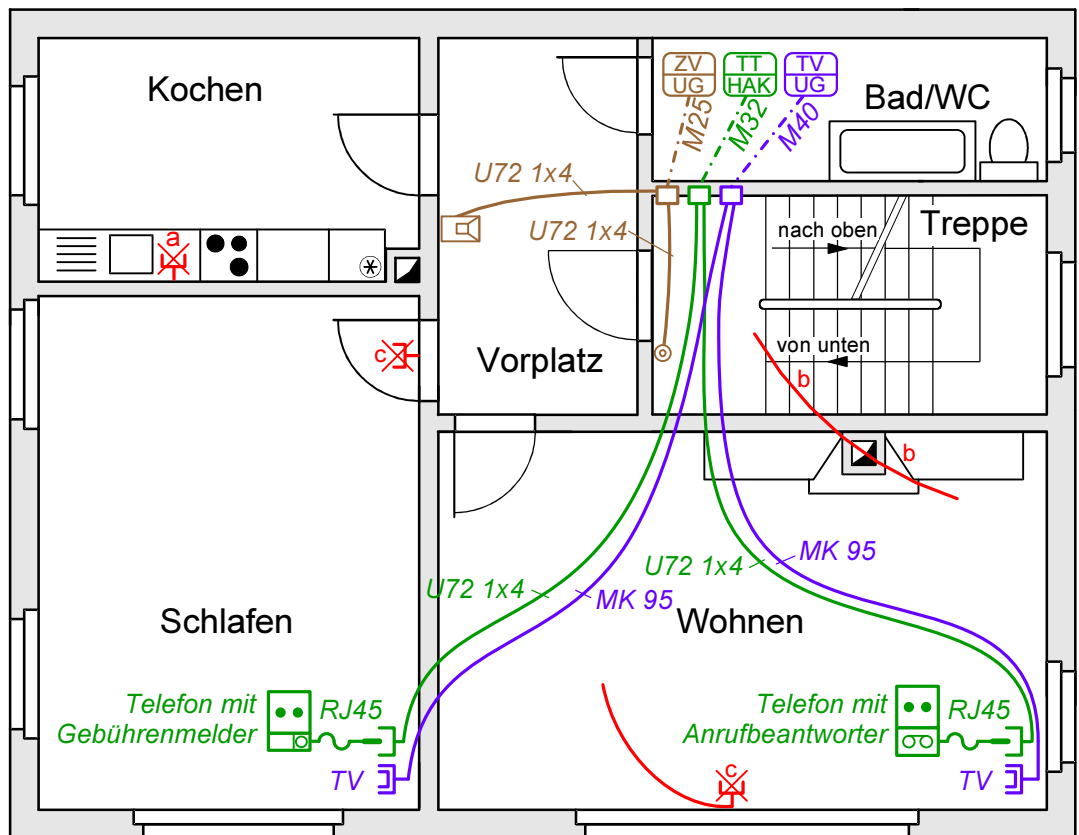 Kochen
ZV
UG
TT
HAK
TV
UG
M25
M32
M40
Bad/WC
U72 1x4
U72 1x4
a
nach oben
Treppe
von unten
c
Vorplatz
b
b
U72 1x4
MK 95
U72 1x4
MK 95
Schlafen
Wohnen
Telefon mit
Gebührenmelder
RJ45
TV
Telefon mit
Anrufbeantworter
RJ45
TV
c